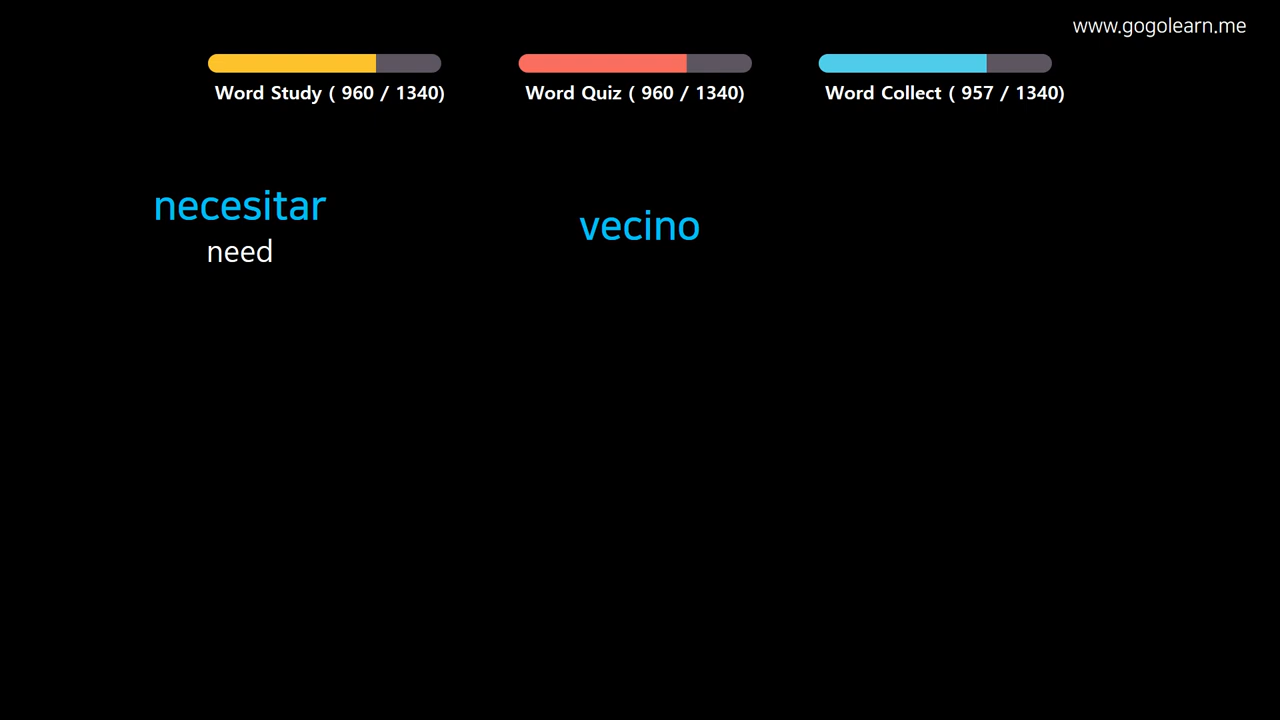 www.gogolearn.me
Word Study ( 960 / 1340)
Word Quiz ( 960 / 1340)
Word Collect ( 957 / 1340)
necesitar
need
vecino